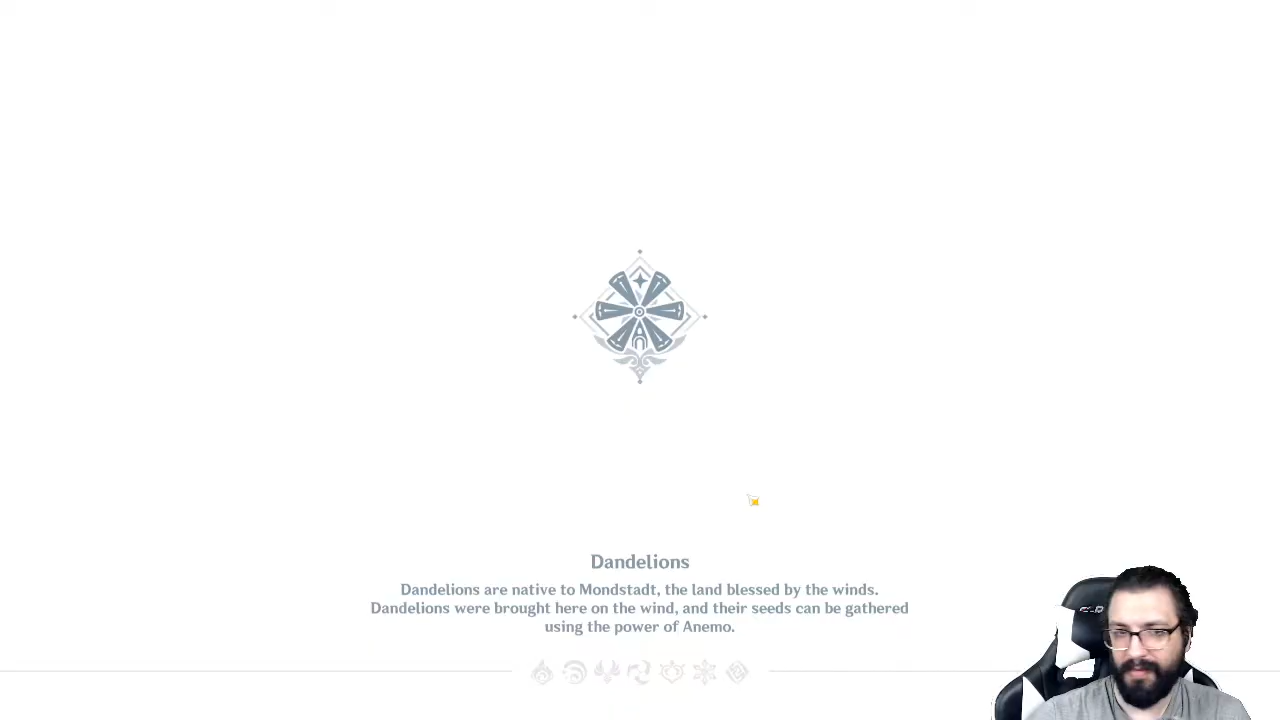 Dandelions
Dandelions are native to Mondstadt, the land blessed by the winds.
Dandelions were brought here on the wind, and their seeds can be gathered
using the power of Anemo.